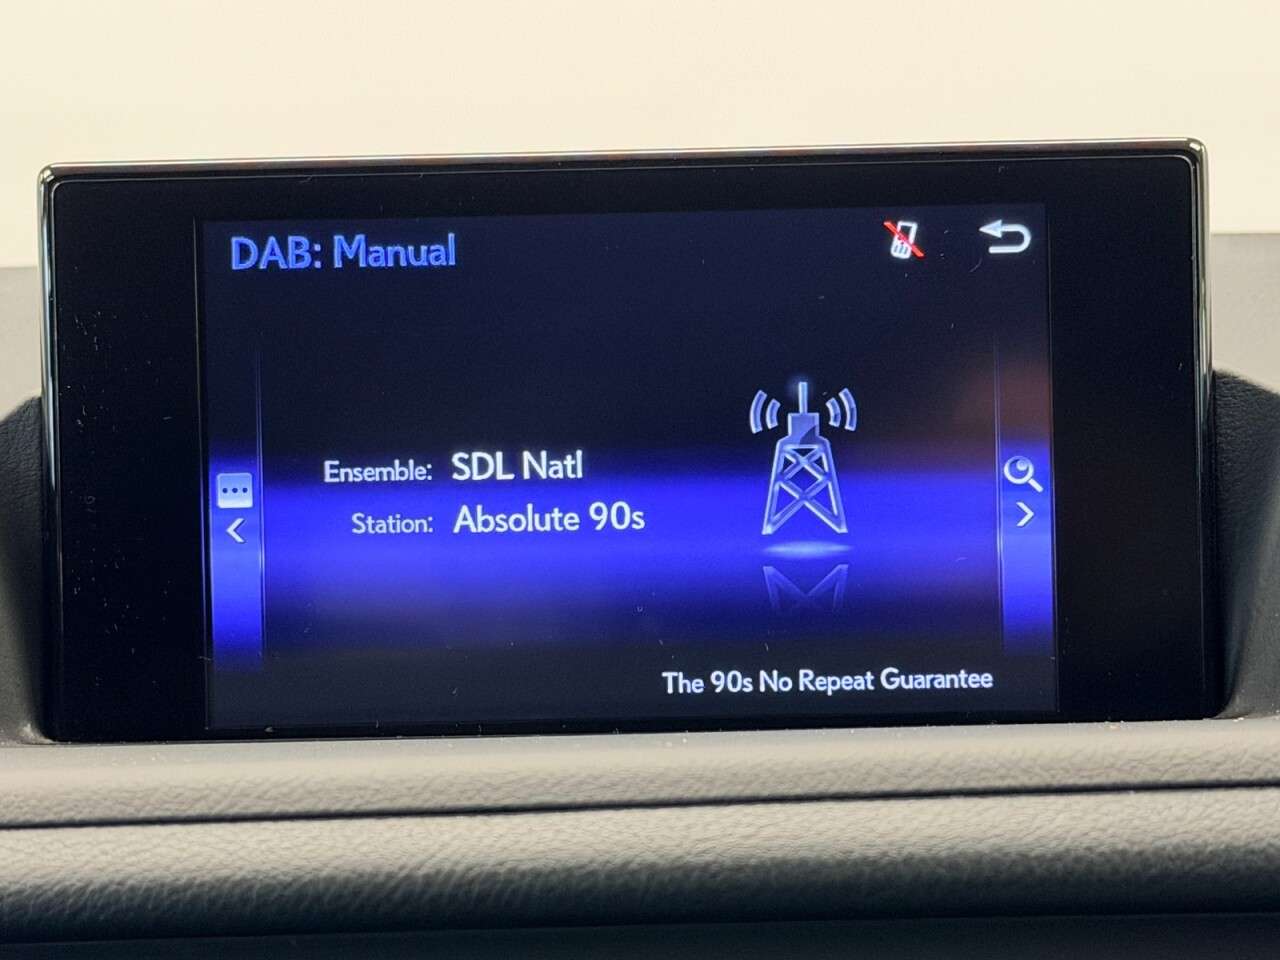 DAB: Manual
Ensemble: SDL Natl
Station: Absolute 90s
The 90s No Repeat Guarantee